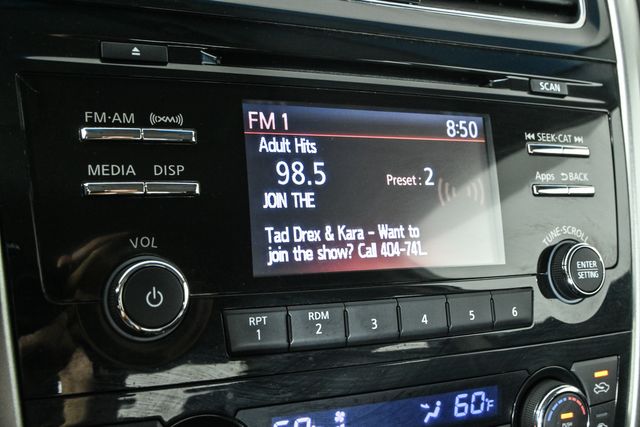 SCAN
FM·AM ((XM))
FM 1 8:50
SEEK·CAT
Adult Hits
MEDIA DISP
98.5 Preset : 2
Apps BACK
JOIN THE
Tad Drex & Kara - Want to
join the show? Call 404-741
TUNE·SCROLL
ENTER
SETTING
VOL
RPT
1
RDM
2
3
4
5
6
60°F